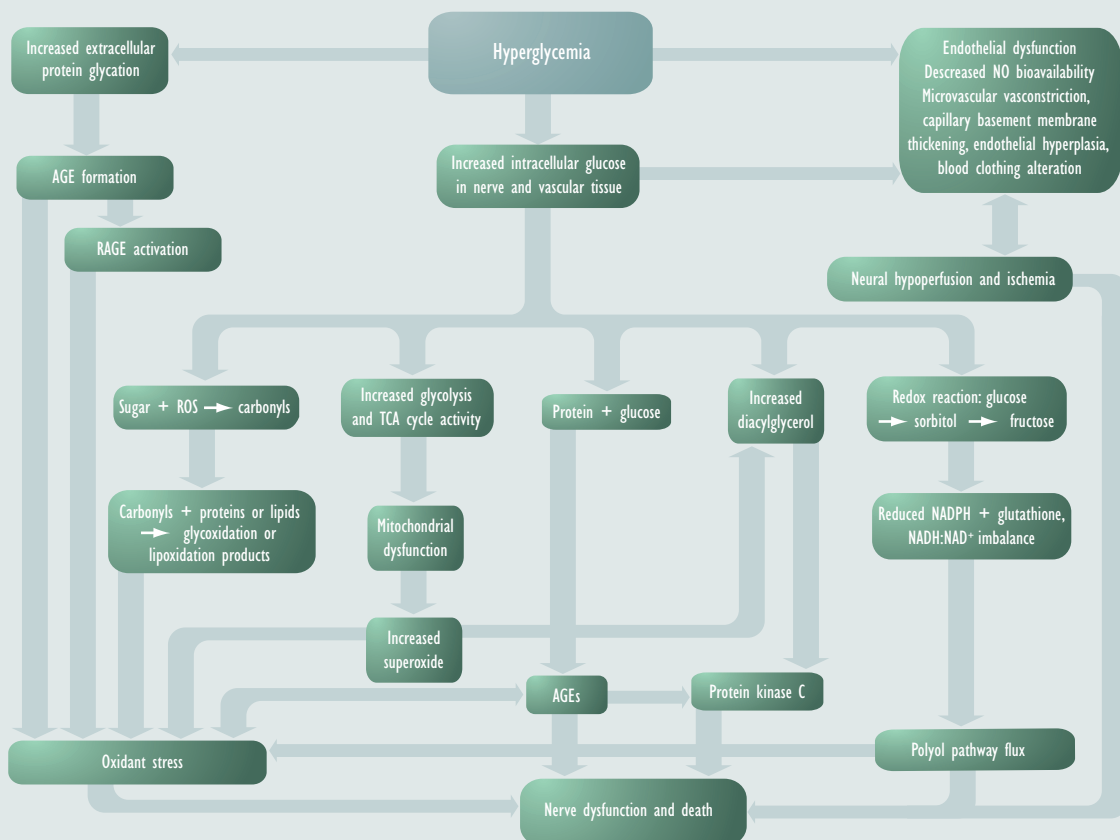 Hyperglycemia
Increased extracellular
protein glycation
Endothelial dysfunction
Descreased NO bioavailability
Microvascular vasconstriction,
capillary basement membrane
thickening, endothelial hyperplasia,
blood clothing alteration
AGE formation
Increased intracellular glucose
in nerve and vascular tissue
RAGE activation
Neural hypoperfusion and ischemia
Sugar + ROS → carbonyls
Increased glycolysis
and TCA cycle activity
Protein + glucose
Increased
diacylglycerol
Redox reaction: glucose
→ sorbitol → fructose
Carbonyls + proteins or lipids
→ glycoxidation or
lipoxidation products
Mitochondrial
dysfunction
Reduced NADPH + glutathione,
NADH:NAD⁺ imbalance
Increased
superoxide
AGEs
Protein kinase C
Oxidant stress
Polyol pathway flux
Nerve dysfunction and death